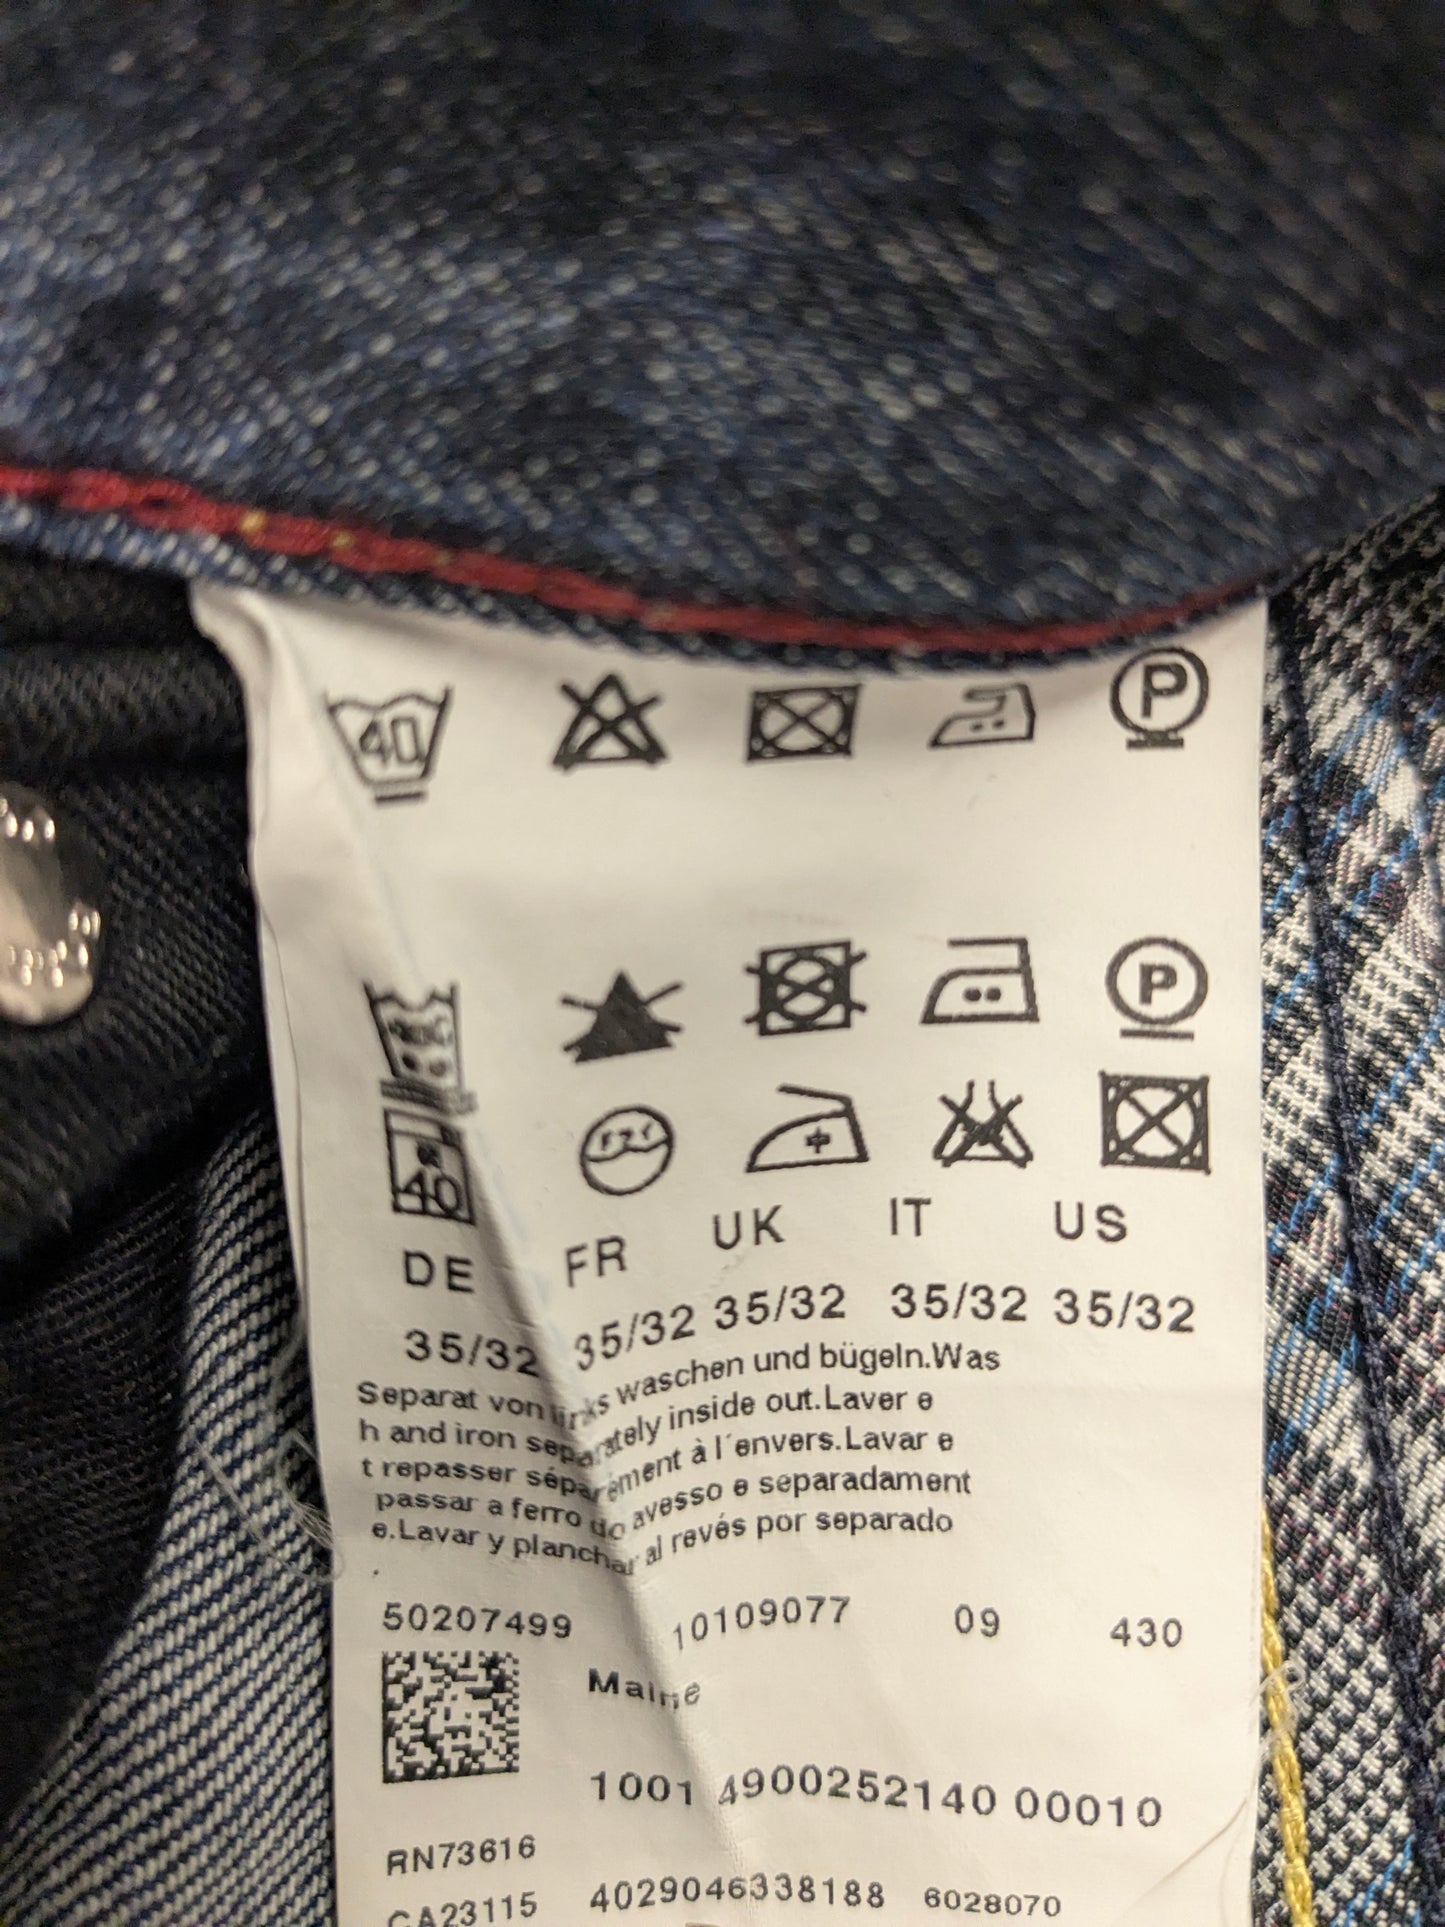 40
P
P
40
DE FR UK IT US
35/32 35/32 35/32 35/32 35/32
Separat von links waschen und bügeln.Was
h and iron separately inside out.Laver e
t repasser séparément à l´envers.Lavar e
passar a ferro do avesso e separadament
e.Lavar y planchar al revés por separado
.
50207499 10109077 09 430
Maine
1001 4900252140 00010
RN73616
CA23115 4029046338188 6028070